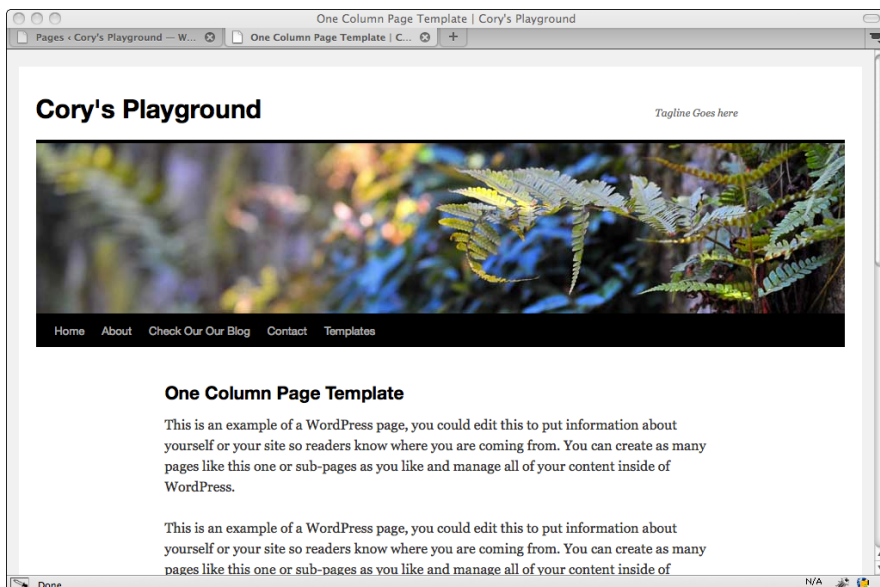 One Column Page Template | Cory's Playground
Pages ‹ Cory's Playground — W...
One Column Page Template | C...
+
Cory's Playground
Tagline Goes here
Home About Check Our Our Blog Contact Templates
One Column Page Template
This is an example of a WordPress page, you could edit this to put information about
yourself or your site so readers know where you are coming from. You can create as many
pages like this one or sub-pages as you like and manage all of your content inside of
WordPress.
This is an example of a WordPress page, you could edit this to put information about
yourself or your site so readers know where you are coming from. You can create as many
pages like this one or sub-pages as you like and manage all of your content inside of
Done
N/A